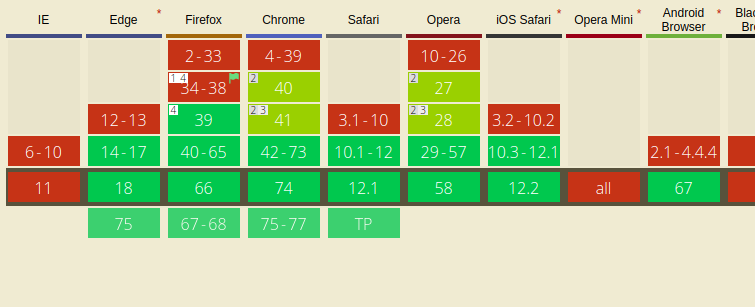 IE Edge * Firefox Chrome Safari Opera iOS Safari * Opera Mini * Android Browser *
2-33 4-39 10-26
1 4 34-38 2 40 2 27
12-13 4 39 2 3 41 3.1-10 2 3 28 3.2-10.2
6-10 14-17 40-65 42-73 10.1-12 29-57 10.3-12.1 2.1-4.4.4
11 18 66 74 12.1 58 12.2 all 67
75 67-68 75-77 TP